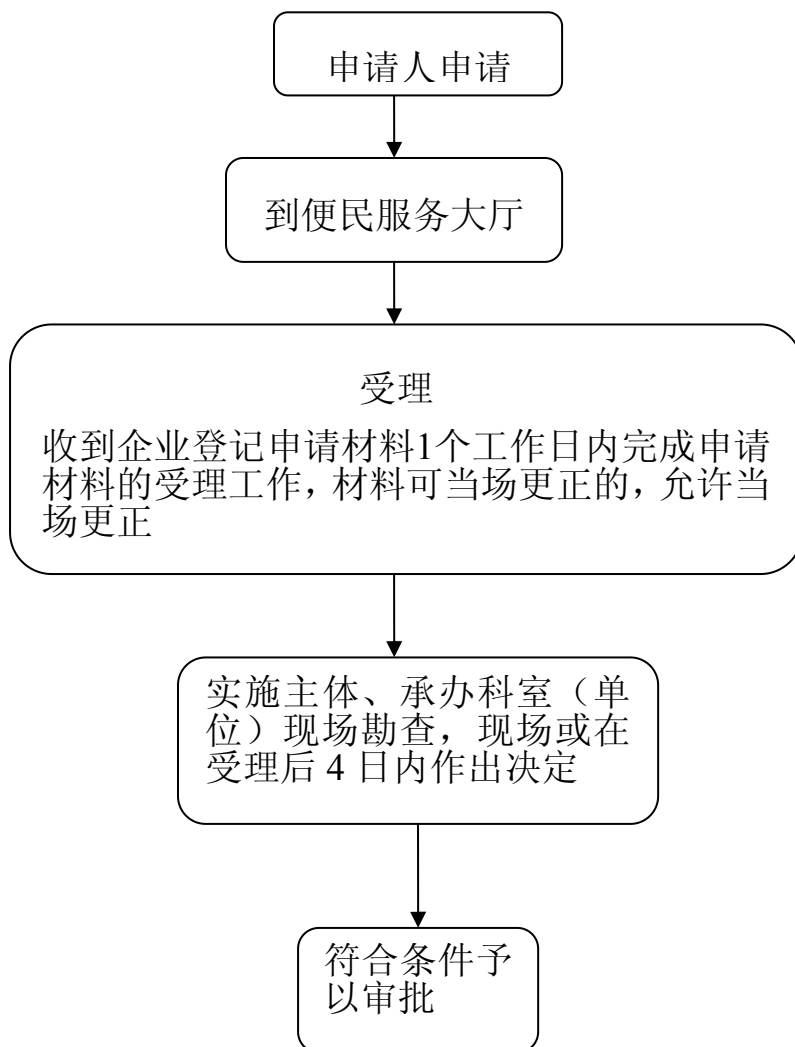 申请人申请
到便民服务大厅
受理
收到企业登记申请材料1个工作日内完成申请
材料的受理工作，材料可当场更正的，允许当
场更正
实施主体、承办科室（单
位）现场勘查，现场或在
受理后 4 日内作出决定
符合条件予
以审批